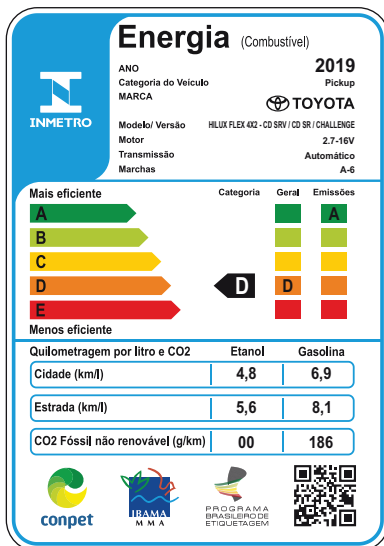 Energia (Combustível)
ANO 2019
Categoria do Veículo Pickup
MARCA TOYOTA
INMETRO
Modelo/ Versão HILUX FLEX 4X2 - CD SRV / CD SR / CHALLENGE
Motor 2.7-16V
Transmissão Automático
Marchas A-6
Mais eficiente Categoria Geral Emissões
A A
B
C
D D D
E
Menos eficiente
Quilometragem por litro e CO2 Etanol Gasolina
Cidade (km/l) 4,8 6,9
Estrada (km/l) 5,6 8,1
CO2 Fóssil não renovável (g/km) 00 186
conpet
IBAMA
MMA
PROGRAMA
BRASILEIRO DE
ETIQUETAGEM